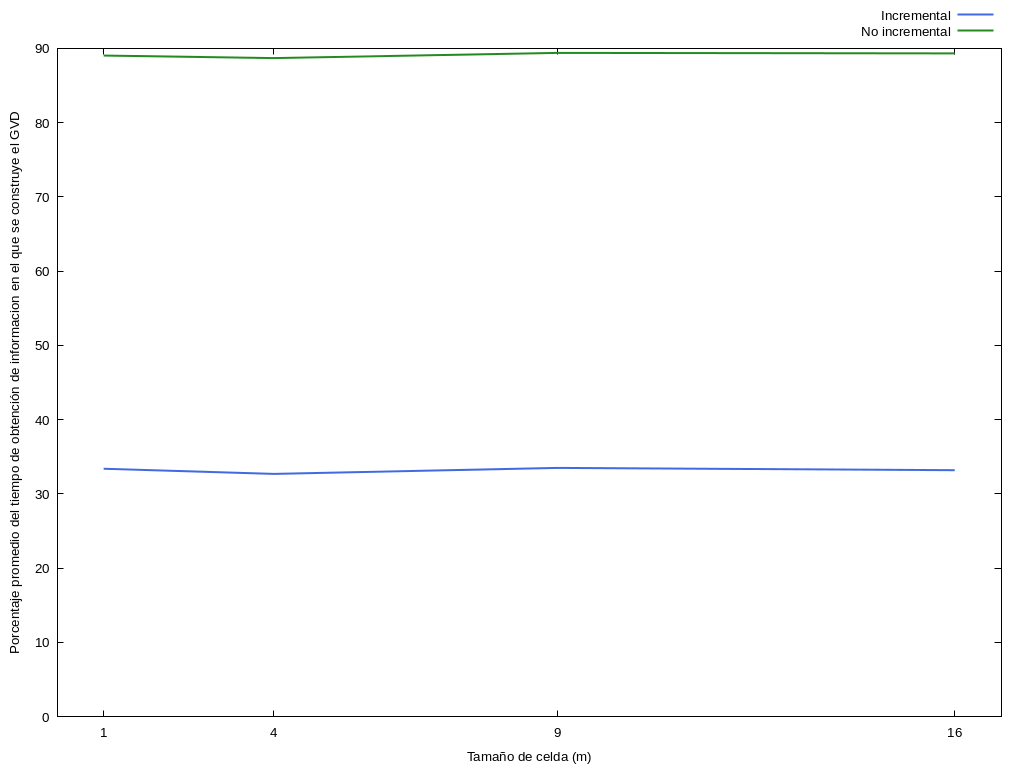 Incremental
No incremental
90
80
70
60
50
40
30
20
10
0
Porcentaje promedio del tiempo de obtención de informacion en el que se construye el GVD
1 4 9 16
Tamaño de celda (m)